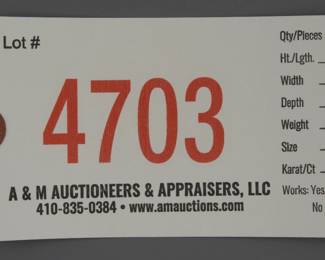 Lot #
4703
A & M AUCTIONEERS & APPRAISERS, LLC
410-835-0384 • www.amauctions.com
Qty/Pieces
Ht./Lgth.
Width
Depth
Weight
Size
Karat/Ct
Works: Yes
No